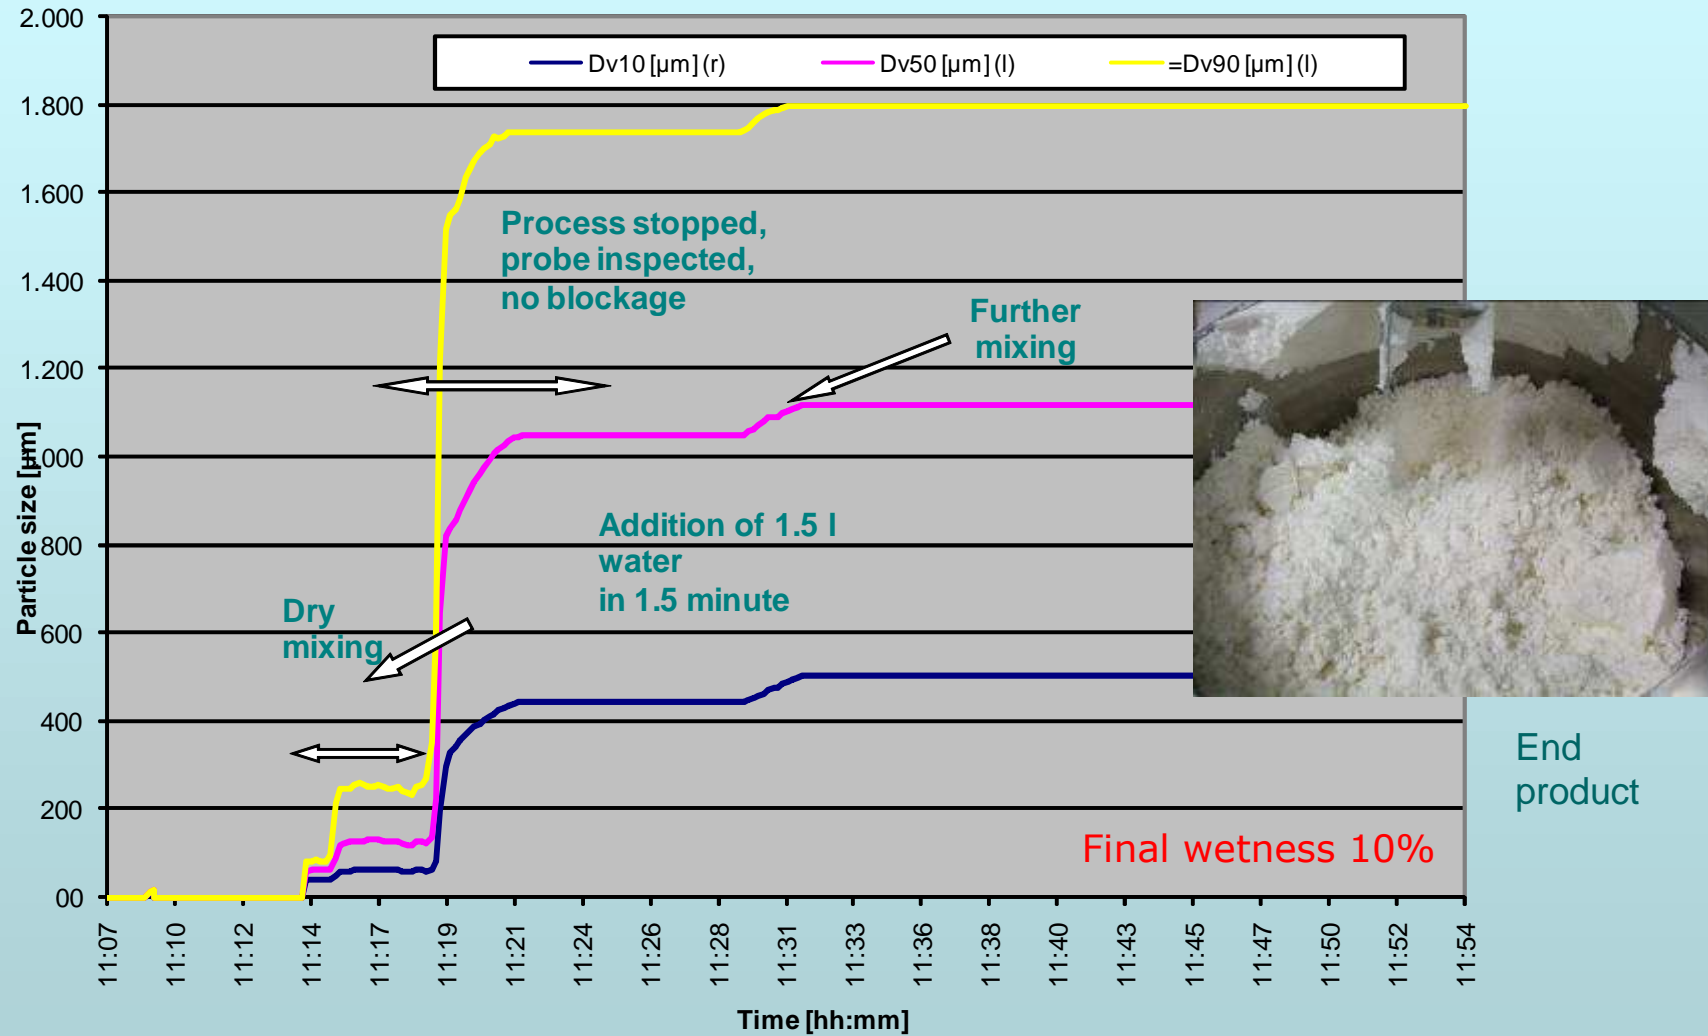 2.000
1.800
1.600
1.400
1.200
1.000
800
600
400
200
00
Particle size [µm]
Dv10 [µm] (r)
Dv50 [µm] (l)
=Dv90 [µm] (l)
Process stopped,
probe inspected,
no blockage
Further
mixing
Addition of 1.5 l
water
in 1.5 minute
Dry
mixing
Final wetness 10%
End
product
11:07
11:10
11:12
11:14
11:17
11:19
11:21
11:24
11:26
11:28
11:31
11:33
11:36
11:38
11:40
11:43
11:45
11:47
11:50
11:52
11:54
Time [hh:mm]